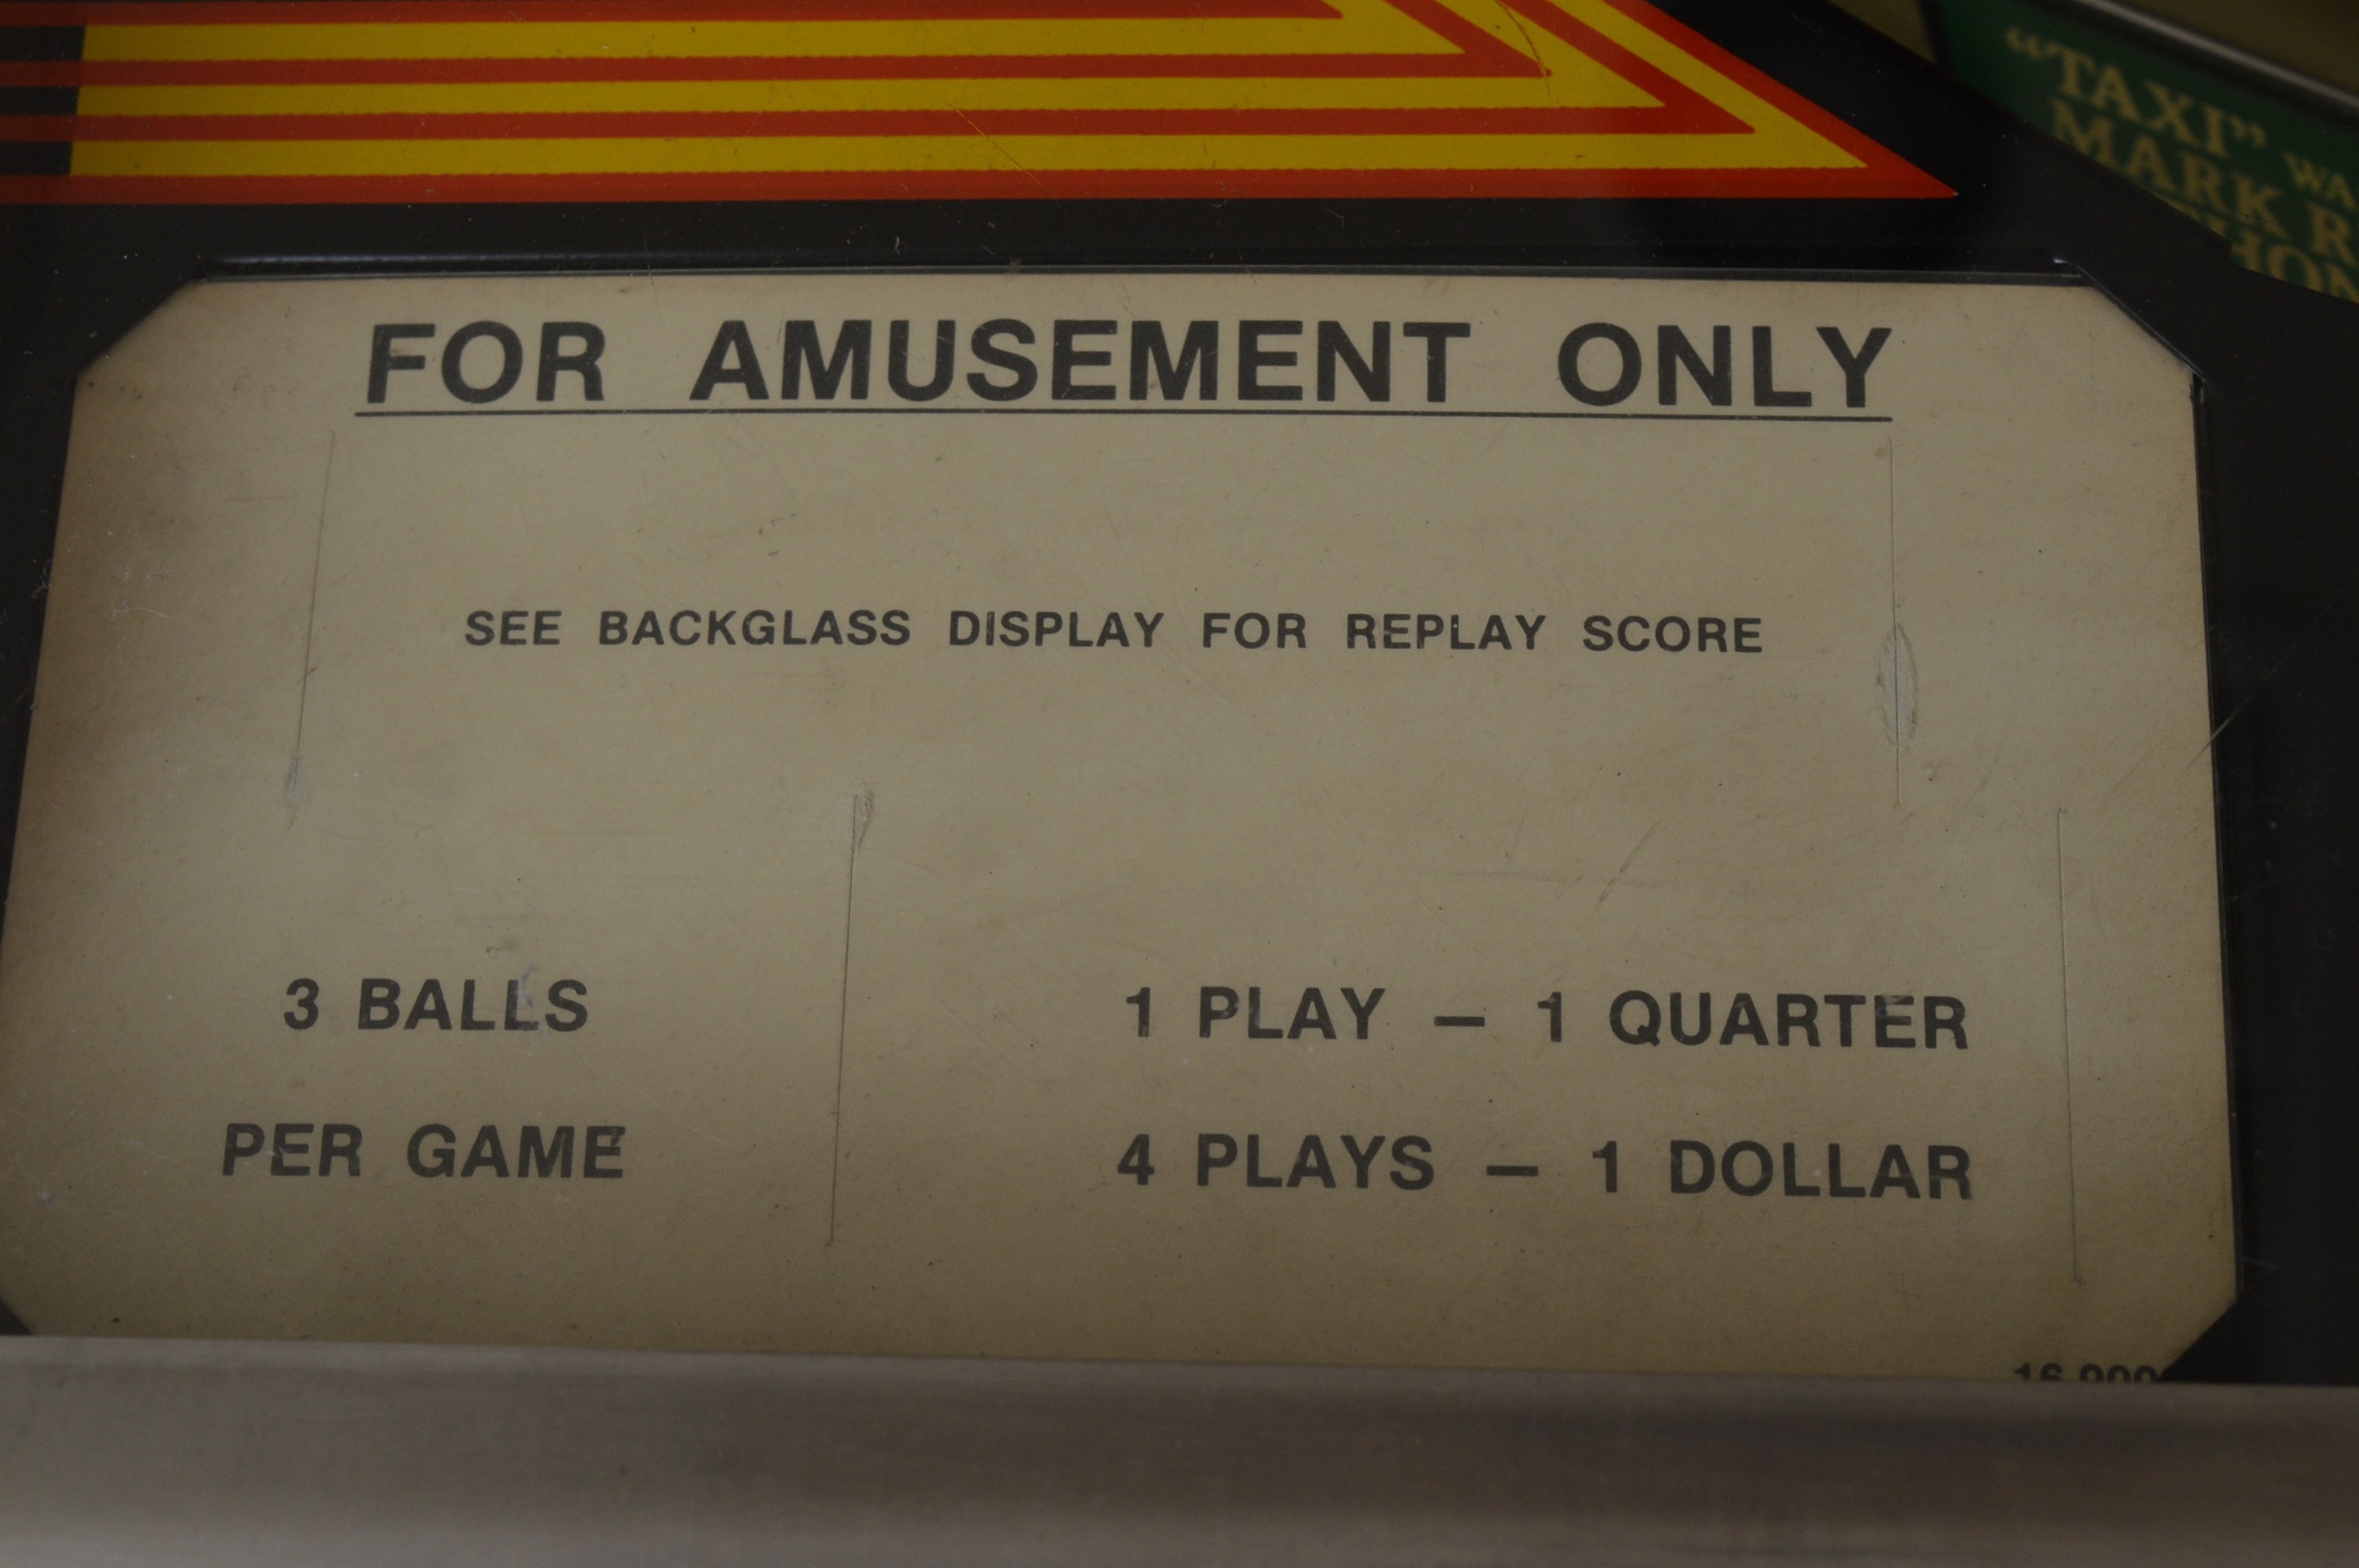 "TAXI" WA
MARK R
FOR AMUSEMENT ONLY
SEE BACKGLASS DISPLAY FOR REPLAY SCORE
3 BALLS
PER GAME
1 PLAY – 1 QUARTER
4 PLAYS – 1 DOLLAR